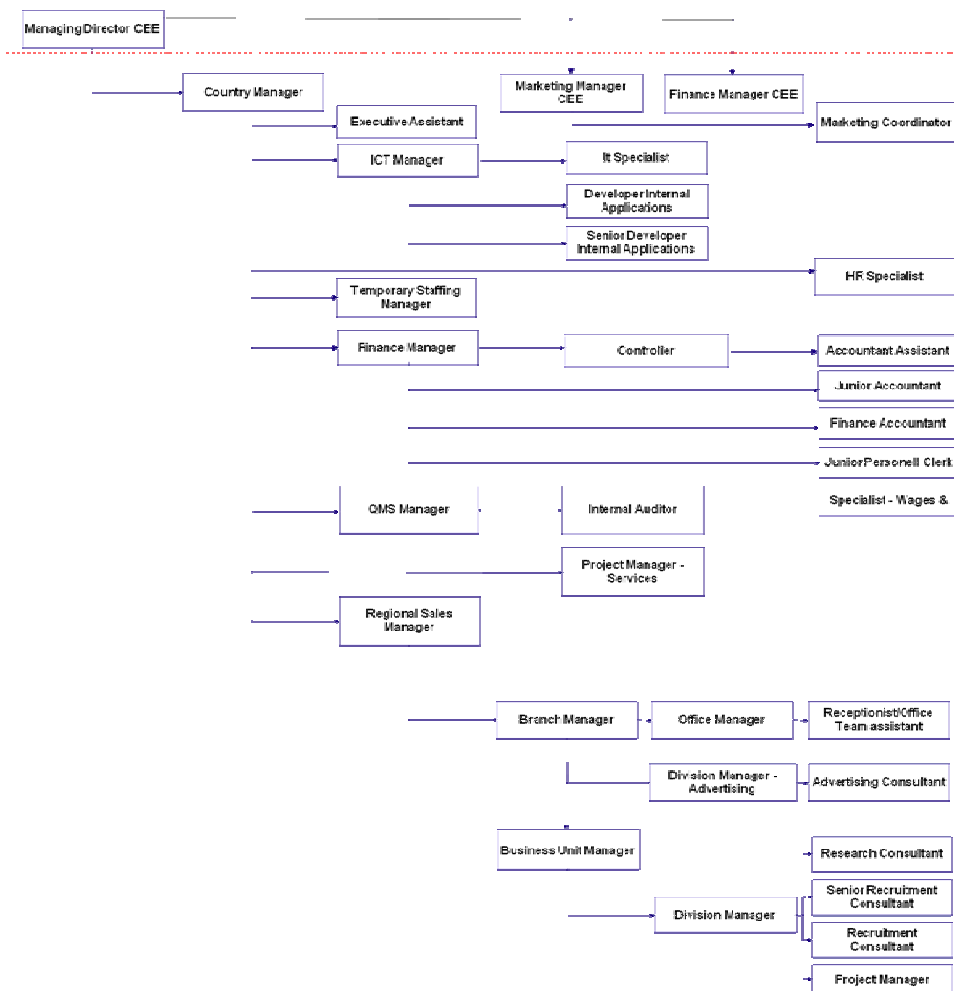 Managing Director CEE
Country Manager
Marketing Manager
CEE
Finance Manager CEE
Executive Assistant
Marketing Coordinator
ICT Manager
It Specialist
Developer Internal
Applications
Senior Developer
Internal Applications
HR Specialist
Temporary Staffing
Manager
Finance Manager
Controller
Accountant Assistant
Junior Accountant
Finance Accountant
Junior Personell Clerk
QMS Manager
Internal Auditor
Specialist - Wages &
Project Manager -
Services
Regional Sales
Manager
Branch Manager
Office Manager
Receptionist/Office
Team assistant
Division Manager -
Advertising
Advertising Consultant
Business Unit Manager
Research Consultant
Senior Recruitment
Consultant
Division Manager
Recruitment
Consultant
Project Manager